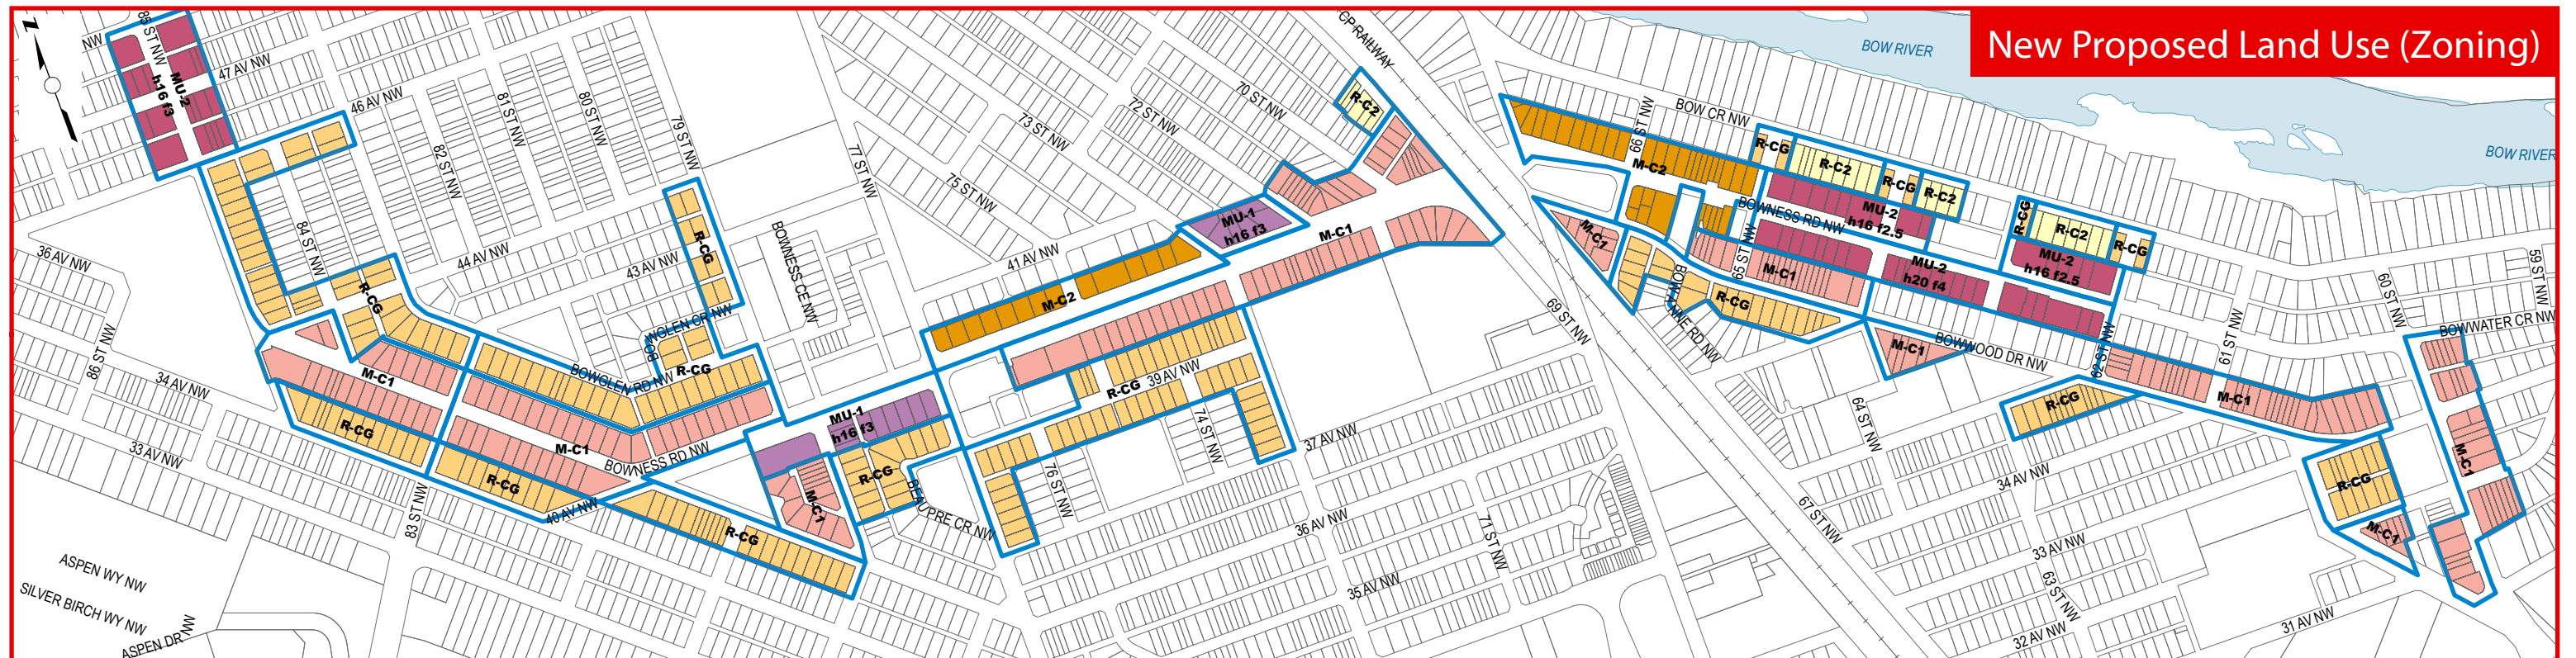 New Proposed Land Use (Zoning)
N
NW
85 ST NW
MU-2
h16 f3
47 AV NW
46 AV NW
82 ST NW
81 ST NW
80 ST NW
79 ST NW
77 ST NW
84 ST NW
44 AV NW
43 AV NW
R-CG
BOWNESS CE NW
36 AV NW
86 ST NW
34 AV NW
33 AV NW
R-CG
M-C1
R-CG
BOWGLEN RD NW
BOWGLEN CR NW
R-CG
M-C1
BOWNESS RD NW
R-CG
40 AV NW
83 ST NW
R-CG
ASPEN WY NW
SILVER BIRCH WY NW
ASPEN DR NW
MU-1
h16 f3
M-C1
R-CG
BEAUPRE CR NW
76 ST NW
74 ST NW
R-CG
39 AV NW
37 AV NW
36 AV NW
35 AV NW
71 ST NW
M-C2
41 AV NW
75 ST NW
73 ST NW
72 ST NW
70 ST NW
MU-1
h16 f3
M-C1
R-C2
CP RAILWAY
69 ST NW
67 ST NW
BOW RIVER
BOW RIVER
BOW CR NW
66 ST NW
M-C2
R-CG
R-C2
R-CG
R-C2
BOWNESS RD NW
MU-2
h16 f2.5
M-C1
65 ST NW
M-C1
R-CG
BOWA NNE RD NW
MU-2
h20 f4
R-CG
R-C2
R-CG
MU-2
h16 f2.5
M-C1
BOWWOOD DR NW
62 ST NW
61 ST NW
60 ST NW
59 ST NW
BOWWATER CR NW
M-C1
R-CG
64 ST NW
34 AV NW
33 AV NW
63 ST NW
32 AV NW
31 AV NW
R-CG
M-C1
M-C1